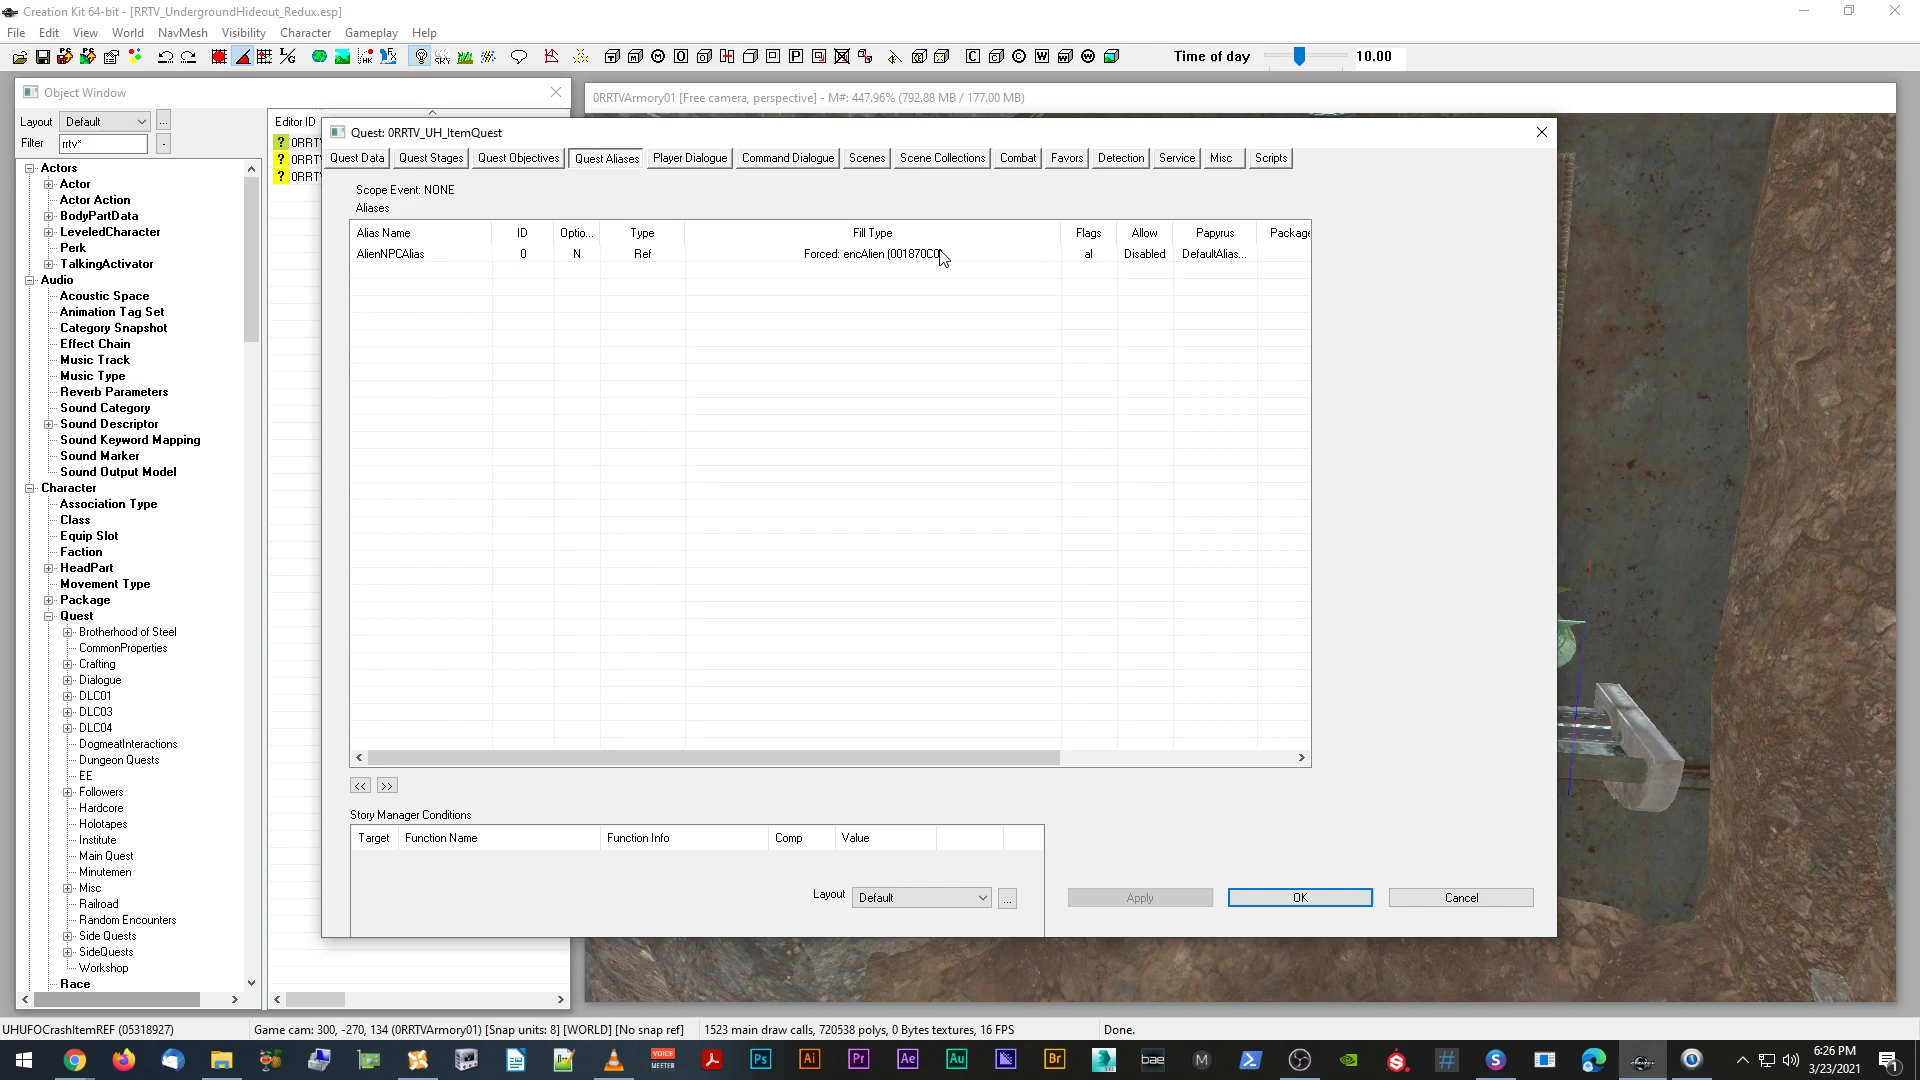 Creation Kit 64-bit - [RRTV_UndergroundHideout_Redux.esp]
File Edit View World NavMesh Visibility Character Gameplay Help
Time of day 10.00
Object Window
Layout Default ...
Filter rrtv* -
Editor ID
? 0RRT
? 0RRT
? 0RRT
Actors
Actor
Actor Action
BodyPartData
LeveledCharacter
Perk
TalkingActivator
Audio
Acoustic Space
Animation Tag Set
Category Snapshot
Effect Chain
Music Track
Music Type
Reverb Parameters
Sound Category
Sound Descriptor
Sound Keyword Mapping
Sound Marker
Sound Output Model
Character
Association Type
Class
Equip Slot
Faction
HeadPart
Movement Type
Package
Quest
Brotherhood of Steel
CommonProperties
Crafting
Dialogue
DLC01
DLC03
DLC04
DogmeatInteractions
Dungeon Quests
EE
Followers
Hardcore
Holotapes
Institute
Main Quest
Minutemen
Misc
Railroad
Random Encounters
Side Quests
SideQuests
Workshop
Race
0RRTVArmory01 [Free camera, perspective] - M#: 447.96% (792.88 MB / 177.00 MB)
Quest: 0RRTV_UH_ItemQuest
Quest Data Quest Stages Quest Objectives Quest Aliases Player Dialogue Command Dialogue Scenes Scene Collections Combat Favors Detection Service Misc Scripts
Scope Event: NONE
Aliases
Alias Name ID Optio... Type Fill Type Flags Allow Papyrus Package
AlienNPCAlias 0 N Ref Forced: encAlien (001870C0) al Disabled DefaultAlias...
<< >>
Story Manager Conditions
Target Function Name Function Info Comp Value
Layout Default ... Apply OK Cancel
UHUFOCrashItemREF (05318927) Game cam: 300, -270, 134 (0RRTVArmory01) [Snap units: 8] [WORLD] [No snap ref] 1523 main draw calls, 720538 polys, 0 Bytes textures, 16 FPS Done.
VOICE MEETER Ps Ai Pr Ae Au Br bae M # S
6:26 PM
3/23/2021
1